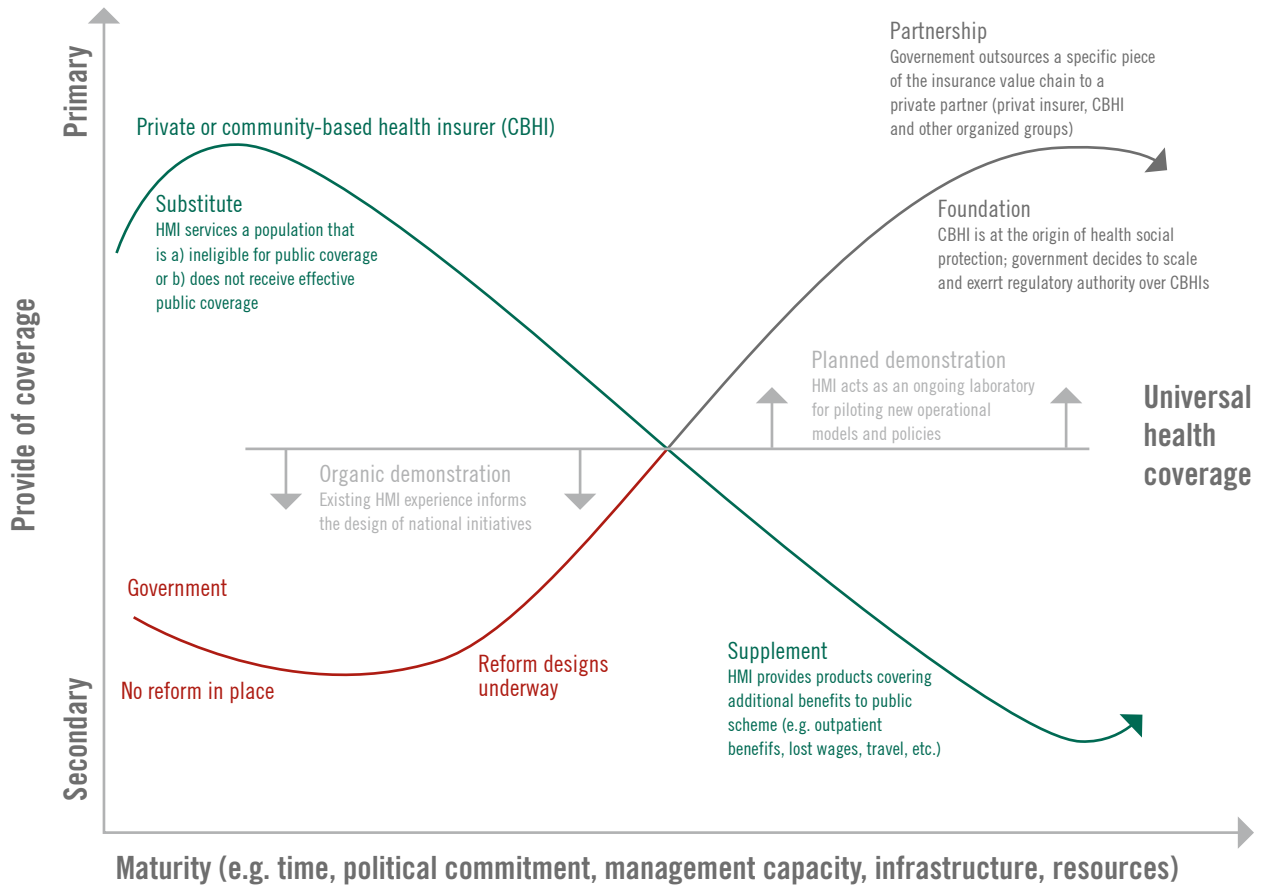 Primary
Provide of coverage
Secondary
Private or community-based health insurer (CBHI)
Substitute
HMI services a population that
is a) ineligible for public coverage
or b) does not receive effective
public coverage
Partnership
Governement outsources a specific piece
of the insurance value chain to a
private partner (privat insurer, CBHI
and other organized groups)
Foundation
CBHI is at the origin of health social
protection; government decides to scale
and exerrt regulatory authority over CBHIs
Planned demonstration
HMI acts as an ongoing laboratory
for piloting new operational
models and policies
Universal
health
coverage
Organic demonstration
Existing HMI experience informs
the design of national initiatives
Government
No reform in place
Reform designs
underway
Supplement
HMI provides products covering
additional benefits to public
scheme (e.g. outpatient
benefifs, lost wages, travel, etc.)
Maturity (e.g. time, political commitment, management capacity, infrastructure, resources)